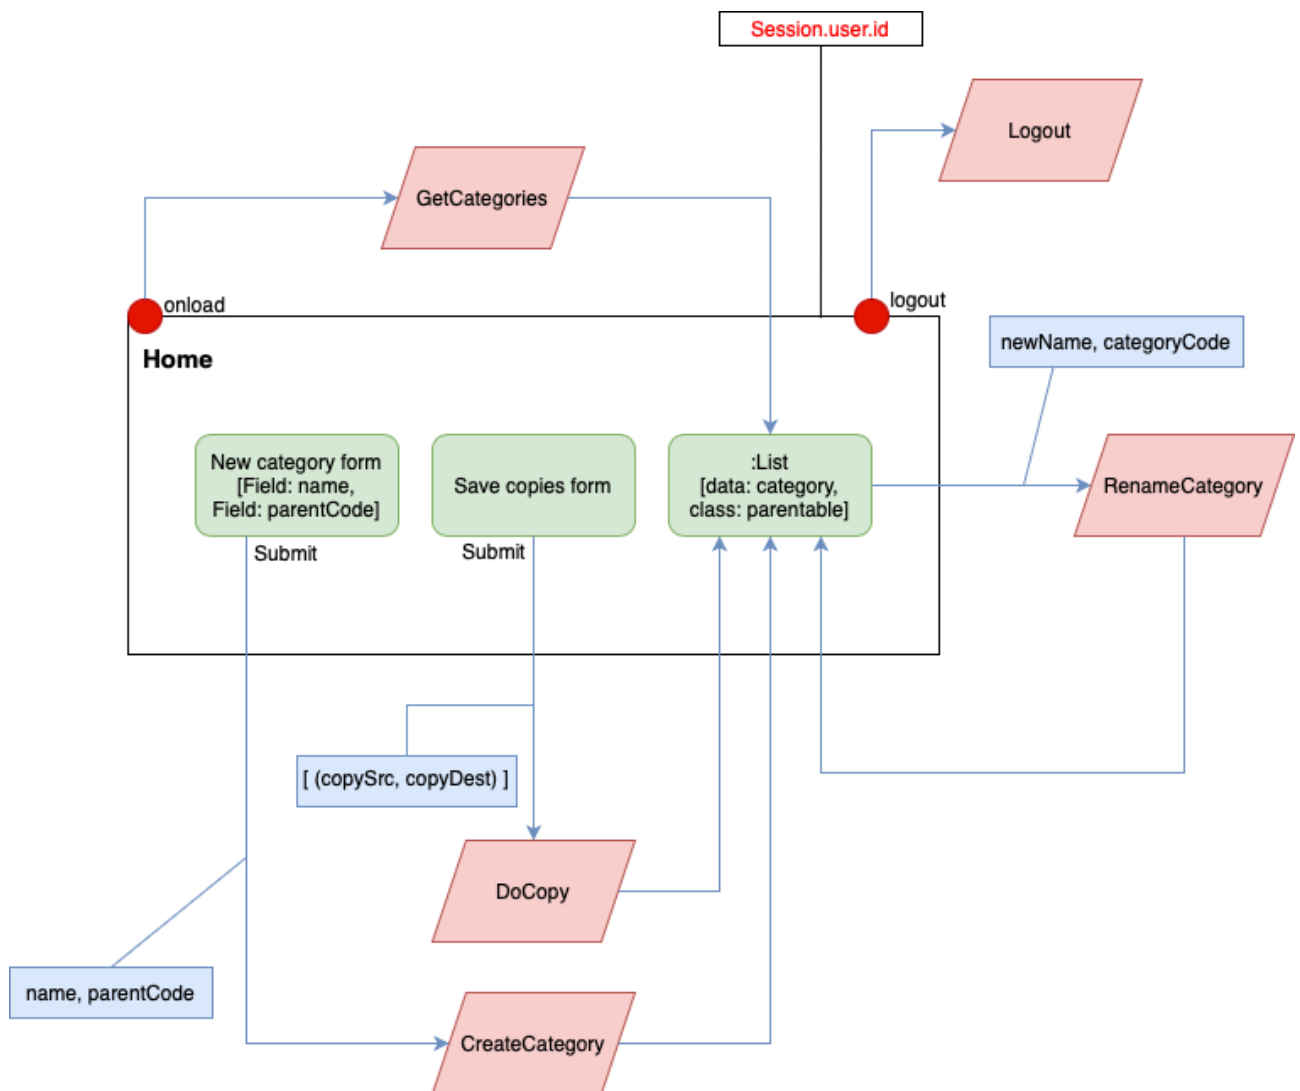 Session.user.id
Logout
GetCategories
onload
logout
Home
newName, categoryCode
New category form
[Field: name,
Field: parentCode]
Save copies form
:List
[data: category,
class: parentable]
RenameCategory
Submit
Submit
[ (copySrc, copyDest) ]
DoCopy
name, parentCode
CreateCategory